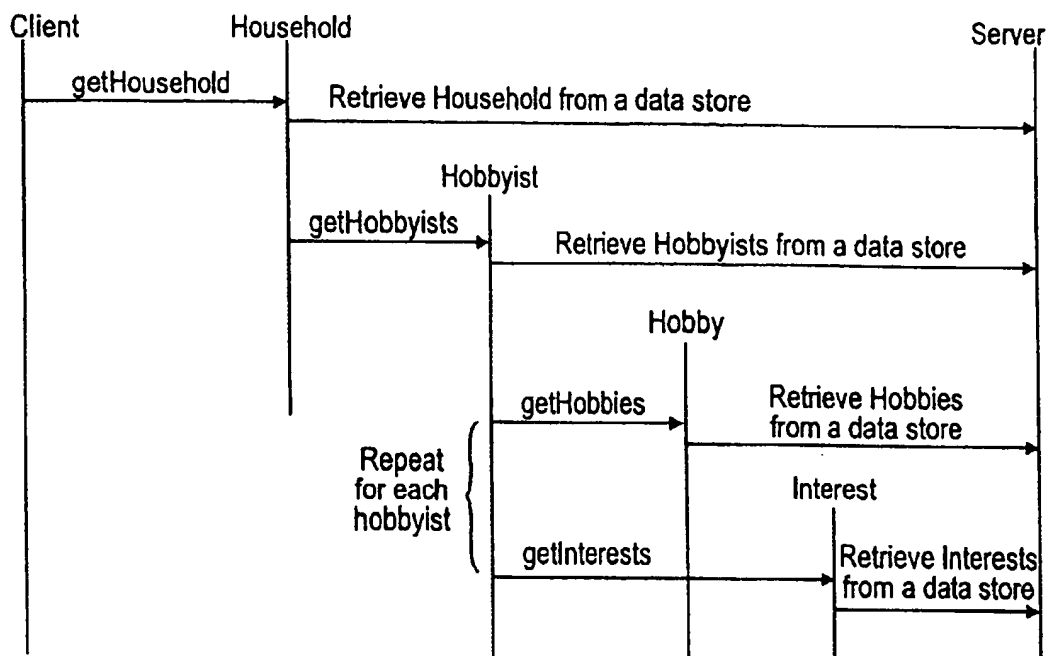 Client
Household
Server
getHousehold
Retrieve Household from a data store
Hobbyist
getHobbyists
Retrieve Hobbyists from a data store
Hobby
getHobbies
Retrieve Hobbies
from a data store
Repeat
for each
hobbyist
Interest
getInterests
Retrieve Interests
from a data store